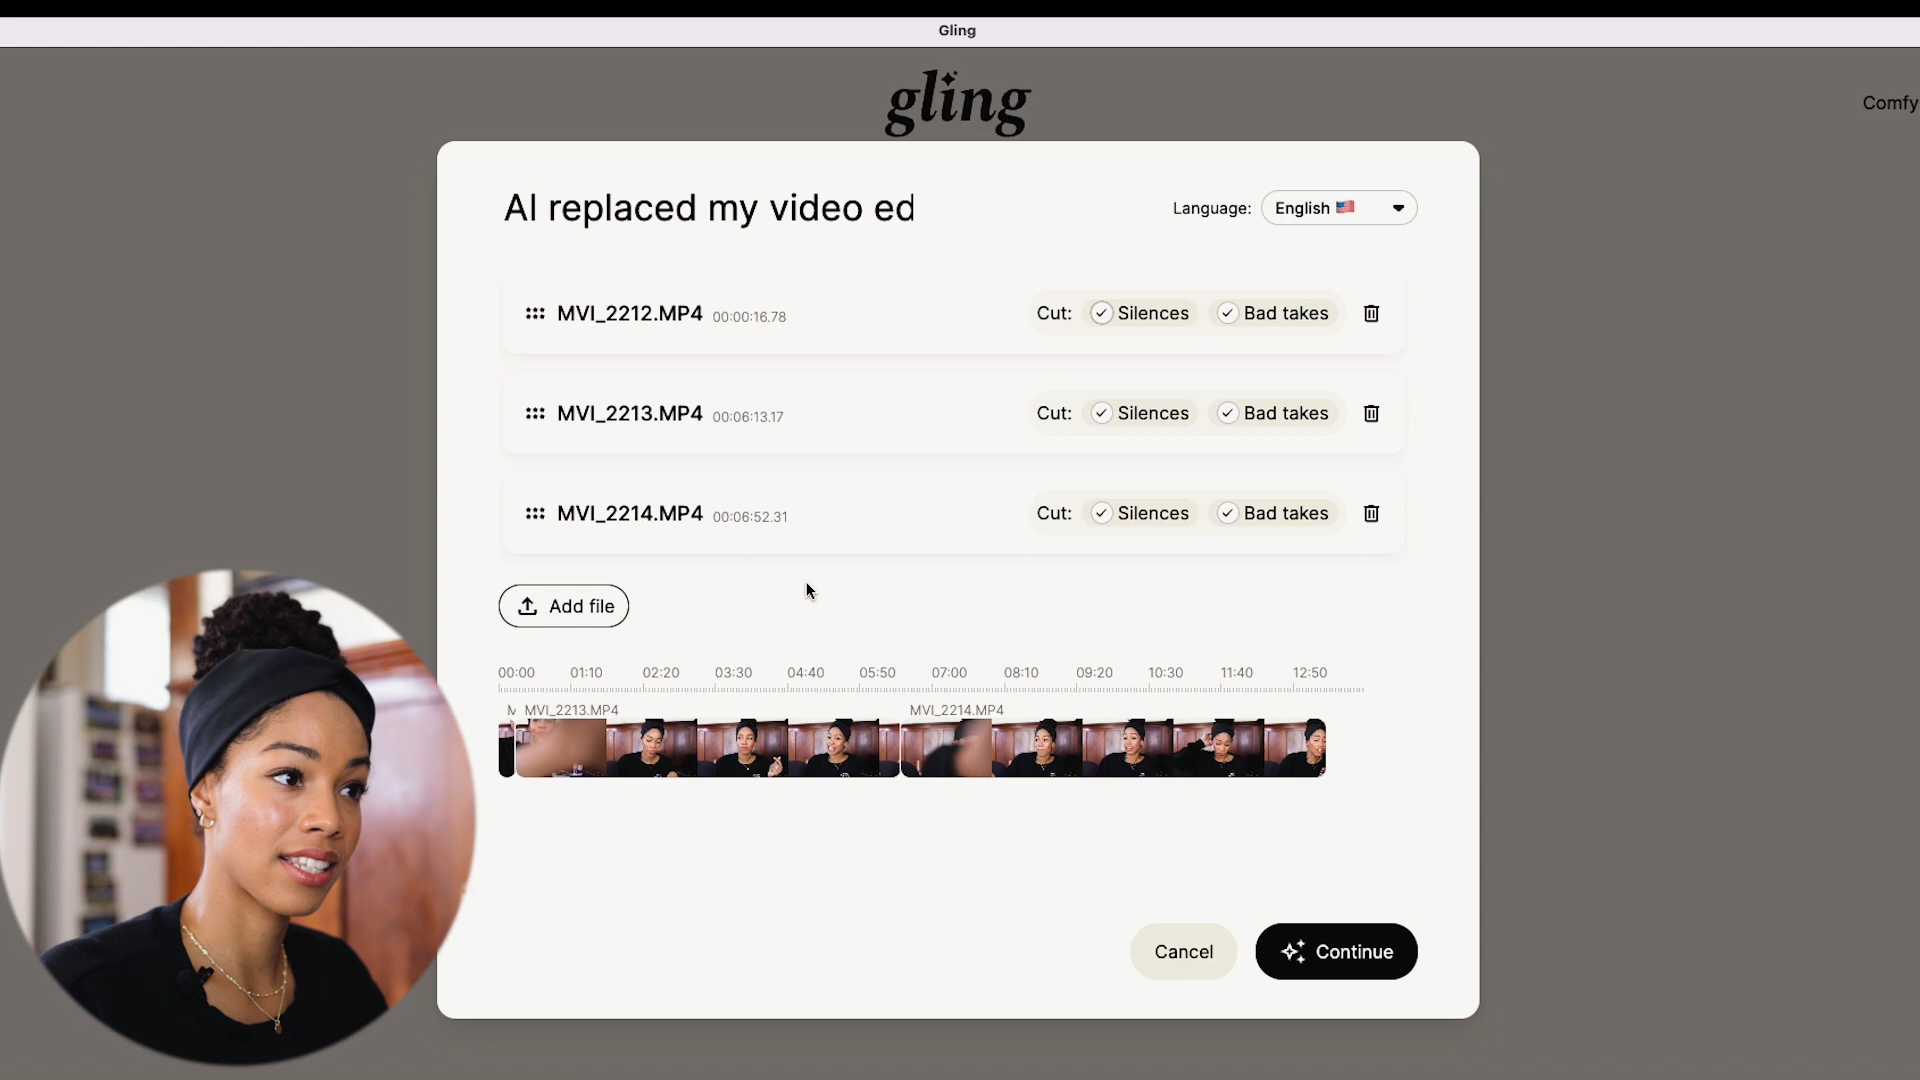 Gling
gling
Comfy
AI replaced my video ed
Language: English
MVI_2212.MP4 00:00:16.78 Cut: Silences Bad takes
MVI_2213.MP4 00:06:13.17 Cut: Silences Bad takes
MVI_2214.MP4 00:06:52.31 Cut: Silences Bad takes
Add file
00:00 01:10 02:20 03:30 04:40 05:50 07:00 08:10 09:20 10:30 11:40 12:50
M MVI_2213.MP4 MVI_2214.MP4
Cancel Continue